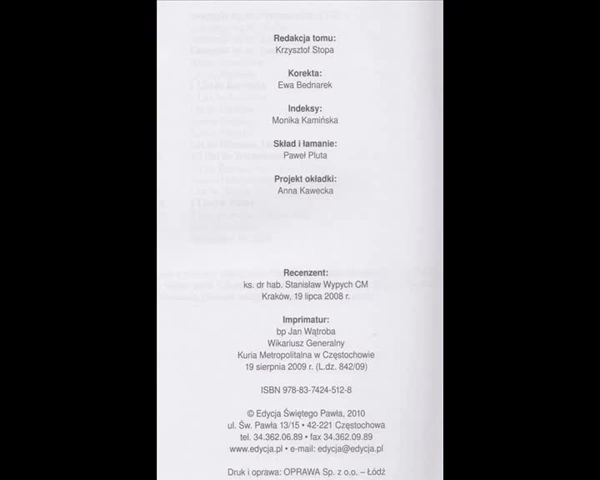 Redakcja tomu:
Krzysztof Stopa
Korekta:
Ewa Bednarek
Indeksy:
Monika Kamińska
Skład i łamanie:
Paweł Pluta
Projekt okładki:
Anna Kawecka
Recenzent:
ks. dr hab. Stanisław Wypych CM
Kraków, 19 lipca 2008 r.
Imprimatur:
bp Jan Wątroba
Wikariusz Generalny
Kuria Metropolitalna w Częstochowie
19 sierpnia 2009 r. (L.dz. 842/09)
ISBN 978-83-7424-512-8
© Edycja Świętego Pawła, 2010
ul. Św. Pawła 13/15 • 42-221 Częstochowa
tel. 34.362.06.89 • fax 34.362.09.89
www.edycja.pl • e-mail: edycja@edycja.pl
Druk i oprawa: OPRAWA Sp. z o.o. – Łódź